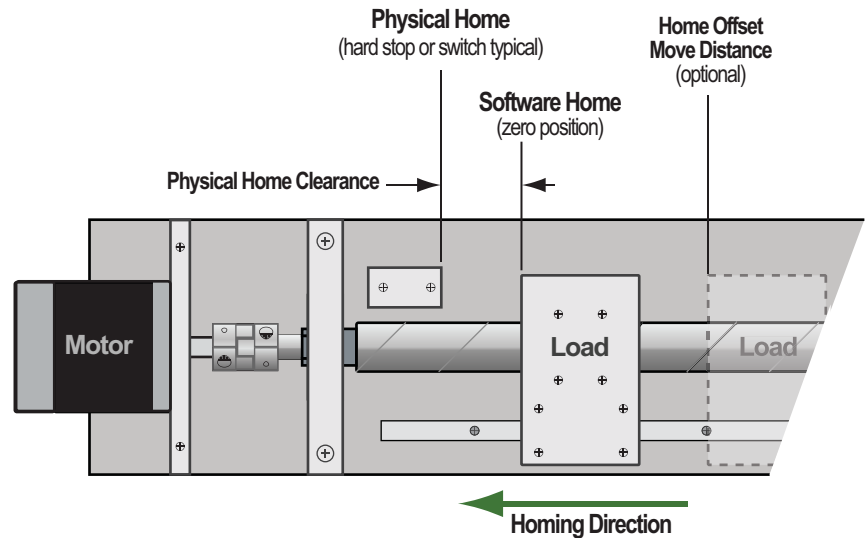 Physical Home
(hard stop or switch typical)
Home Offset
Move Distance
(optional)
Software Home
(zero position)
Physical Home Clearance
Motor
Load
Load
Homing Direction